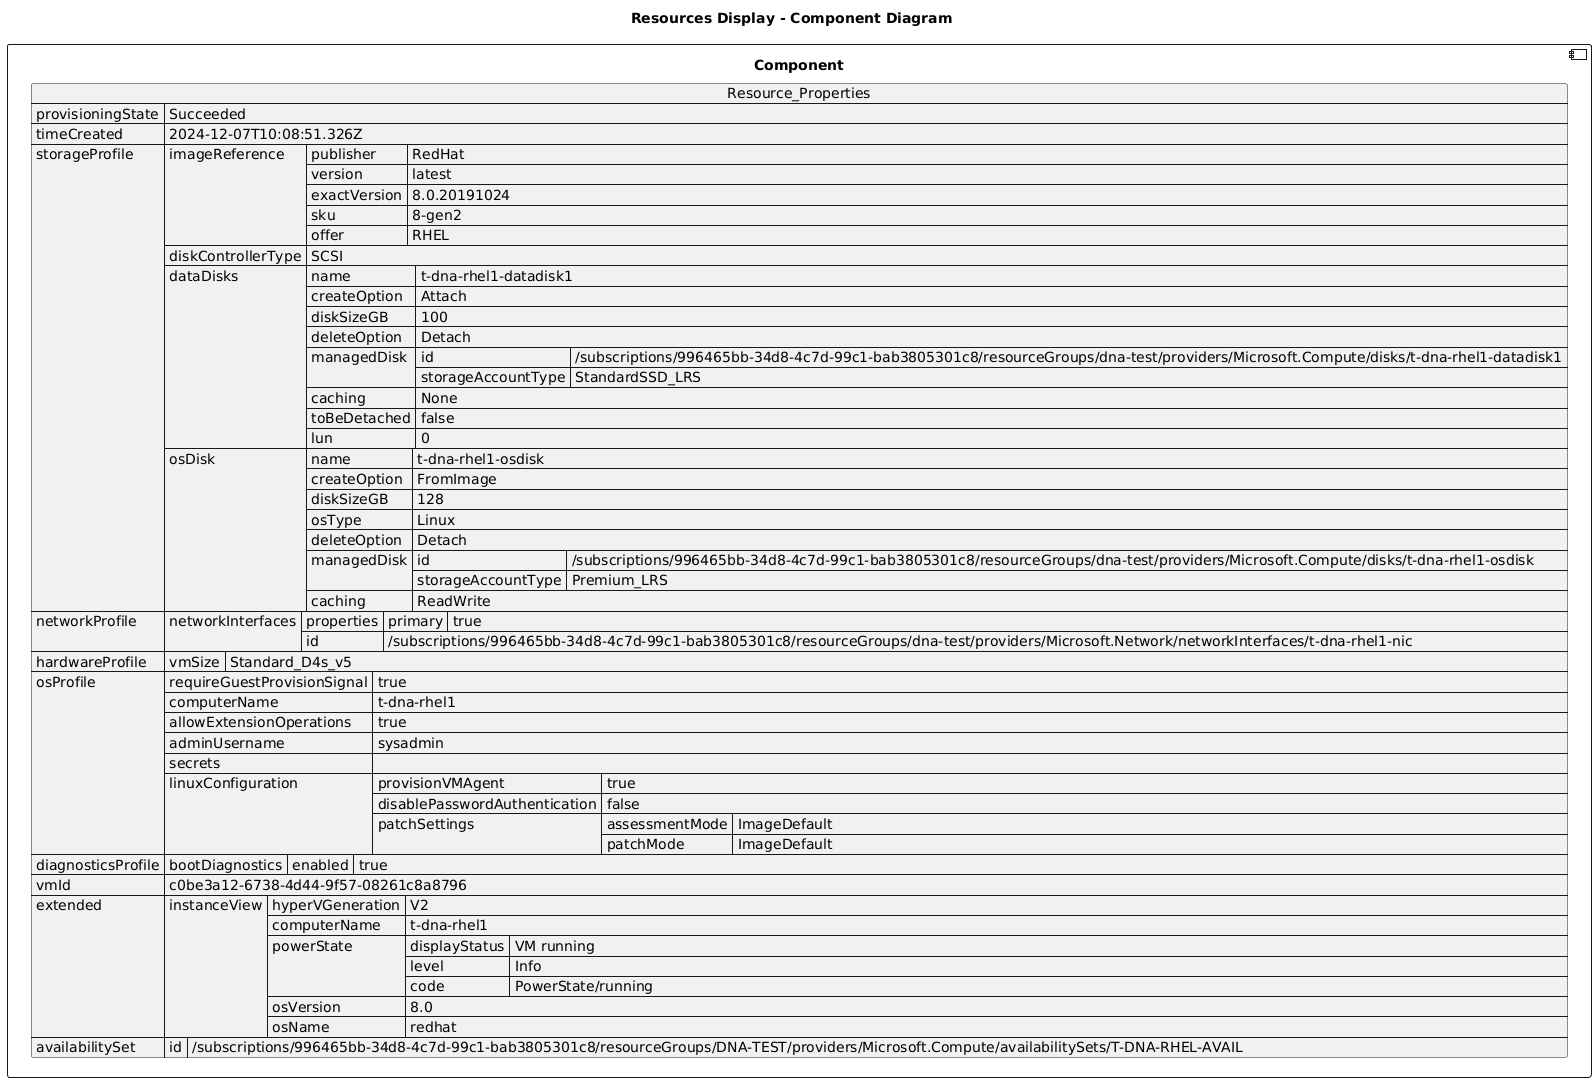 Resources Display - Component Diagram
Component
Resource_Properties
provisioningState Succeeded
timeCreated 2024-12-07T10:08:51.326Z
storageProfile imageReference publisher RedHat
version latest
exactVersion 8.0.20191024
sku 8-gen2
offer RHEL
diskControllerType SCSI
dataDisks name t-dna-rhel1-datadisk1
createOption Attach
diskSizeGB 100
deleteOption Detach
managedDisk id /subscriptions/996465bb-34d8-4c7d-99c1-bab3805301c8/resourceGroups/dna-test/providers/Microsoft.Compute/disks/t-dna-rhel1-datadisk1
storageAccountType StandardSSD_LRS
caching None
toBeDetached false
lun 0
osDisk name t-dna-rhel1-osdisk
createOption FromImage
diskSizeGB 128
osType Linux
deleteOption Detach
managedDisk id /subscriptions/996465bb-34d8-4c7d-99c1-bab3805301c8/resourceGroups/dna-test/providers/Microsoft.Compute/disks/t-dna-rhel1-osdisk
storageAccountType Premium_LRS
caching ReadWrite
networkProfile networkInterfaces properties primary true
id /subscriptions/996465bb-34d8-4c7d-99c1-bab3805301c8/resourceGroups/dna-test/providers/Microsoft.Network/networkInterfaces/t-dna-rhel1-nic
hardwareProfile vmSize Standard_D4s_v5
osProfile requireGuestProvisionSignal true
computerName t-dna-rhel1
allowExtensionOperations true
adminUsername sysadmin
secrets
linuxConfiguration provisionVMAgent true
disablePasswordAuthentication false
patchSettings assessmentMode ImageDefault
patchMode ImageDefault
diagnosticsProfile bootDiagnostics enabled true
vmId c0be3a12-6738-4d44-9f57-08261c8a8796
extended instanceView hyperVGeneration V2
computerName t-dna-rhel1
powerState displayStatus VM running
level Info
code PowerState/running
osVersion 8.0
osName redhat
availabilitySet id /subscriptions/996465bb-34d8-4c7d-99c1-bab3805301c8/resourceGroups/DNA-TEST/providers/Microsoft.Compute/availabilitySets/T-DNA-RHEL-AVAIL